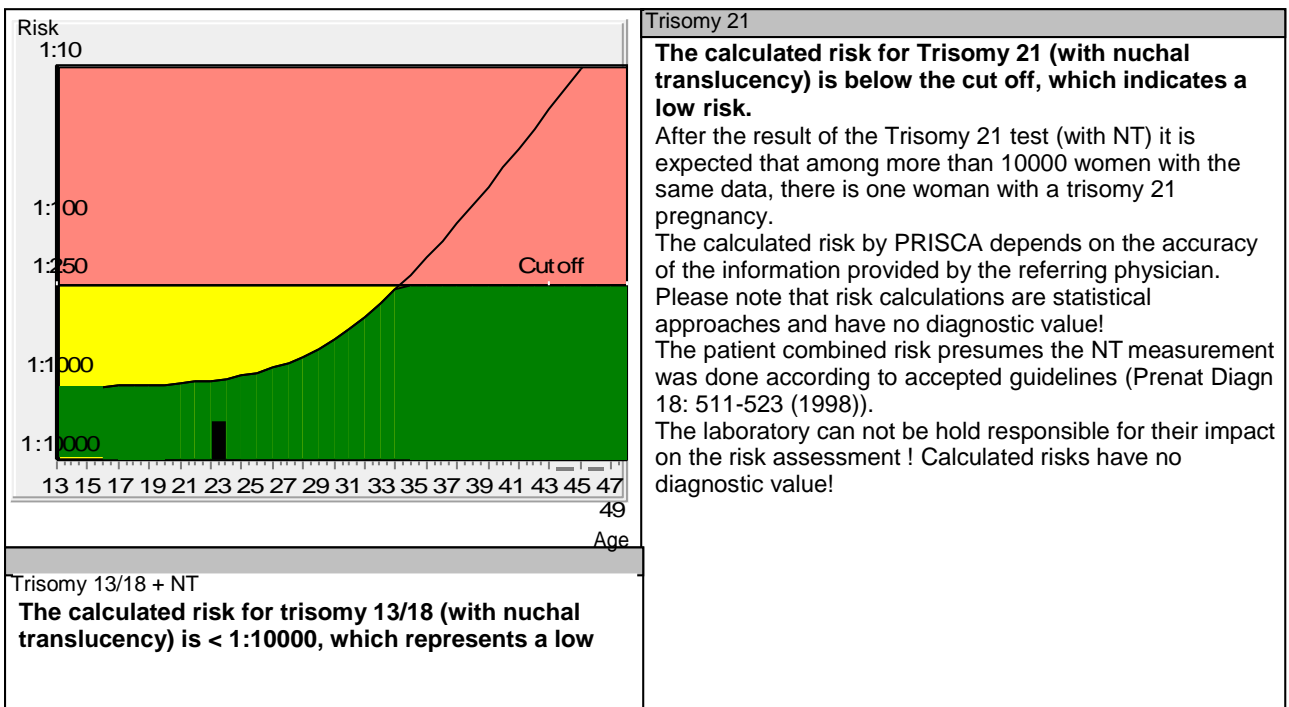 Risk
1:10
1:100
1:250
Cut off
1:1000
1:10000
13 15 17 19 21 23 25 27 29 31 33 35 37 39 41 43 45 47
49
Age
Trisomy 13/18 + NT
The calculated risk for trisomy 13/18 (with nuchal
translucency) is < 1:10000, which represents a low
Trisomy 21
The calculated risk for Trisomy 21 (with nuchal
translucency) is below the cut off, which indicates a
low risk.
After the result of the Trisomy 21 test (with NT) it is
expected that among more than 10000 women with the
same data, there is one woman with a trisomy 21
pregnancy.
The calculated risk by PRISCA depends on the accuracy
of the information provided by the referring physician.
Please note that risk calculations are statistical
approaches and have no diagnostic value!
The patient combined risk presumes the NT measurement
was done according to accepted guidelines (Prenat Diagn
18: 511-523 (1998)).
The laboratory can not be hold responsible for their impact
on the risk assessment ! Calculated risks have no
diagnostic value!